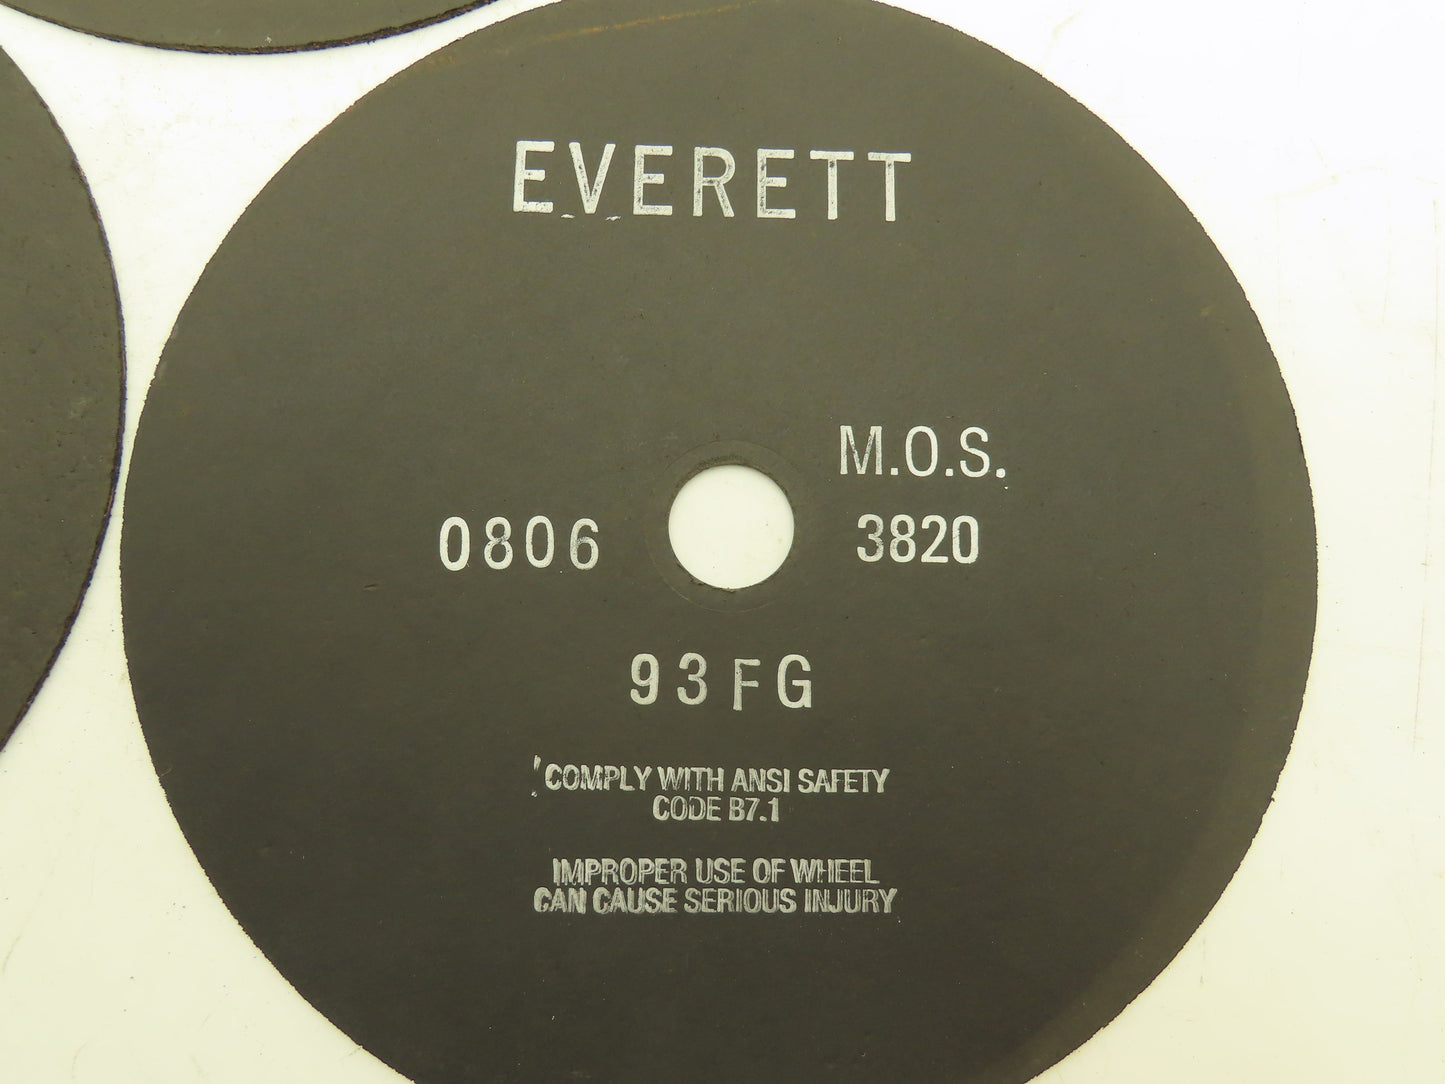 EVERETT
M.O.S.
0806 3820
93FG
COMPLY WITH ANSI SAFETY
CODE B7.1
IMPROPER USE OF WHEEL
CAN CAUSE SERIOUS INJURY